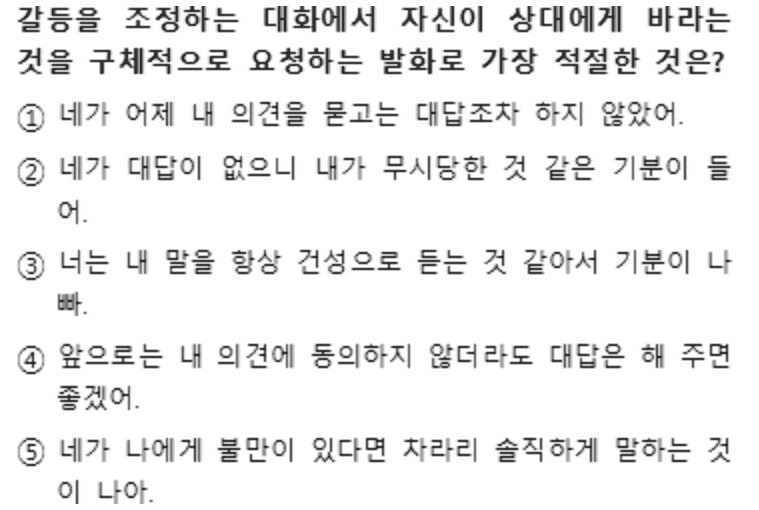 갈등을 조정하는 대화에서 자신이 상대에게 바라는
것을 구체적으로 요청하는 발화로 가장 적절한 것은?
① 네가 어제 내 의견을 묻고는 대답조차 하지 않았어.
② 네가 대답이 없으니 내가 무시당한 것 같은 기분이 들
어.
③ 너는 내 말을 항상 건성으로 듣는 것 같아서 기분이 나
빠.
④ 앞으로는 내 의견에 동의하지 않더라도 대답은 해 주면
좋겠어.
⑤ 네가 나에게 불만이 있다면 차라리 솔직하게 말하는 것
이 나아.